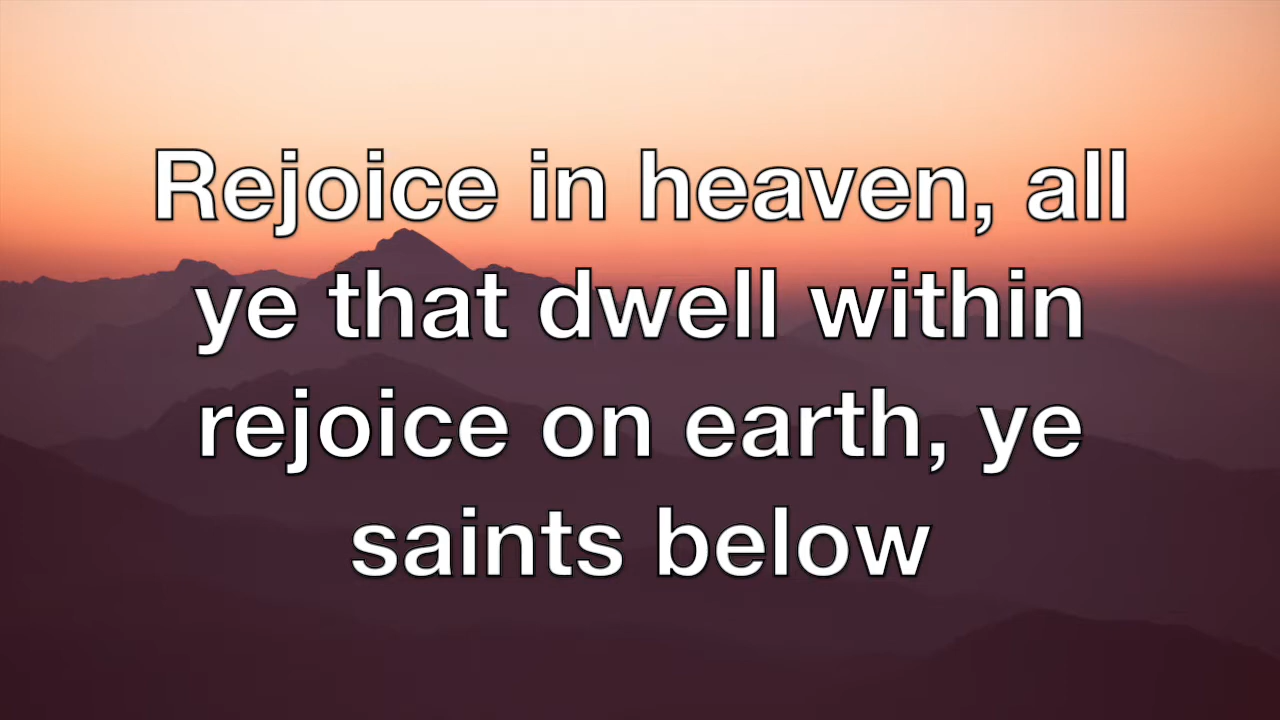 Rejoice in heaven, all
ye that dwell within
rejoice on earth, ye
saints below